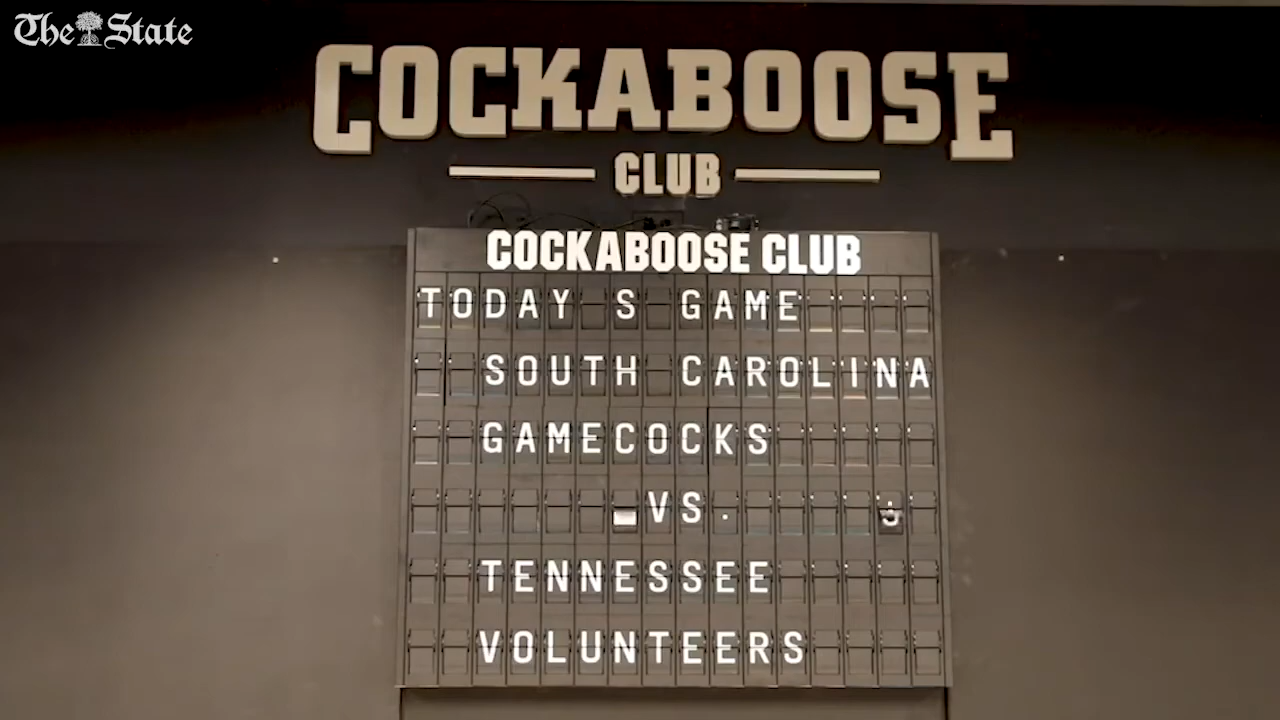 The State
COCKABOOSE
CLUB
COCKABOOSE CLUB
TODAY S GAME
SOUTH CAROLINA
GAMECOCKS
VS.
TENNESSEE
VOLUNTEERS